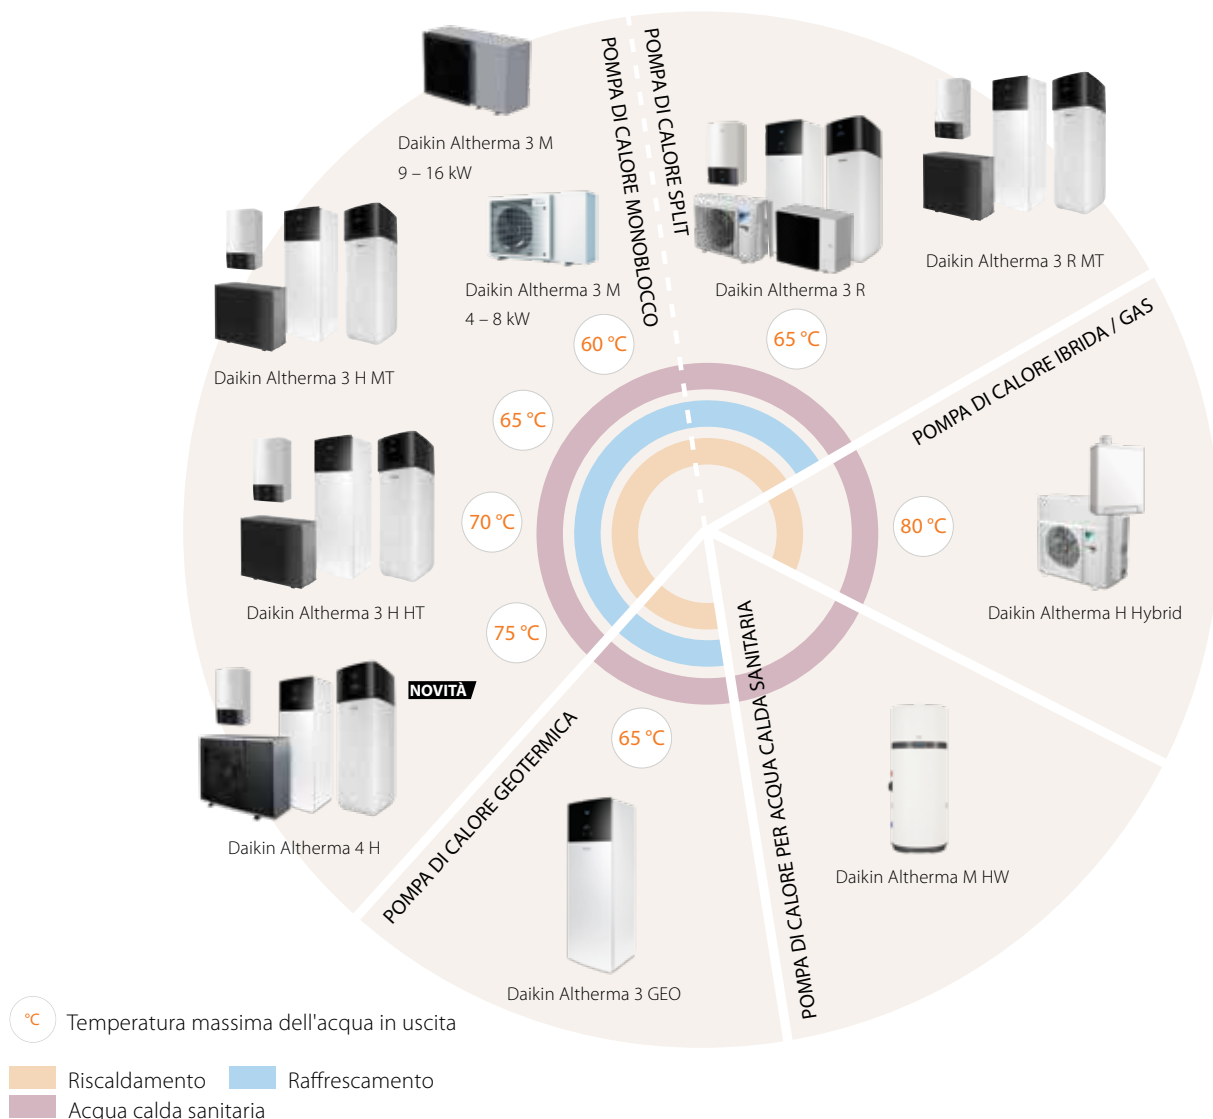 POMPA DI CALORE MONOBLOCCO
POMPA DI CALORE SPLIT
Daikin Altherma 3 M
9 – 16 kW
Daikin Altherma 3 M
4 – 8 kW
Daikin Altherma 3 R
Daikin Altherma 3 R MT
60 °C
65 °C
Daikin Altherma 3 H MT
65 °C
POMPA DI CALORE IBRIDA / GAS
70 °C
80 °C
Daikin Altherma 3 H HT
Daikin Altherma H Hybrid
75 °C
NOVITÀ
65 °C
Daikin Altherma 4 H
POMPA DI CALORE GEOTERMICA
POMPA DI CALORE PER ACQUA CALDA SANITARIA
Daikin Altherma M HW
Daikin Altherma 3 GEO
°C
Temperatura massima dell'acqua in uscita
Riscaldamento
Raffrescamento
Acqua calda sanitaria